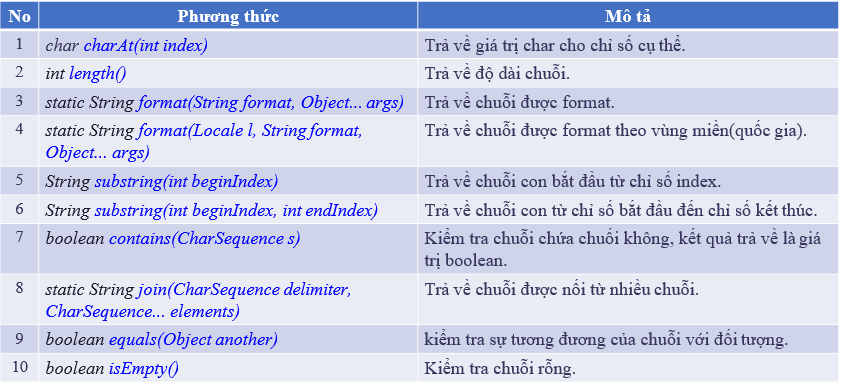 No Phương thức Mô tả
1 char charAt(int index) Trả về giá trị char cho chỉ số cụ thể.
2 int length() Trả về độ dài chuỗi.
3 static String format(String format, Object... args) Trả về chuỗi được format.
4 static String format(Locale l, String format, Trả về chuỗi được format theo vùng miền(quốc gia).
Object... args)
5 String substring(int beginIndex) Trả về chuỗi con bắt đầu từ chỉ số index.
6 String substring(int beginIndex, int endIndex) Trả về chuỗi con từ chỉ số bắt đầu đến chỉ số kết thúc.
7 boolean contains(CharSequence s) Kiểm tra chuỗi chứa chuối không, kết quả trả về là giá
trị boolean.
8 static String join(CharSequence delimiter, Trả về chuỗi được nối từ nhiều chuỗi.
CharSequence... elements)
9 boolean equals(Object another) kiểm tra sự tương đương của chuỗi với đối tượng.
10 boolean isEmpty() Kiểm tra chuỗi rỗng.